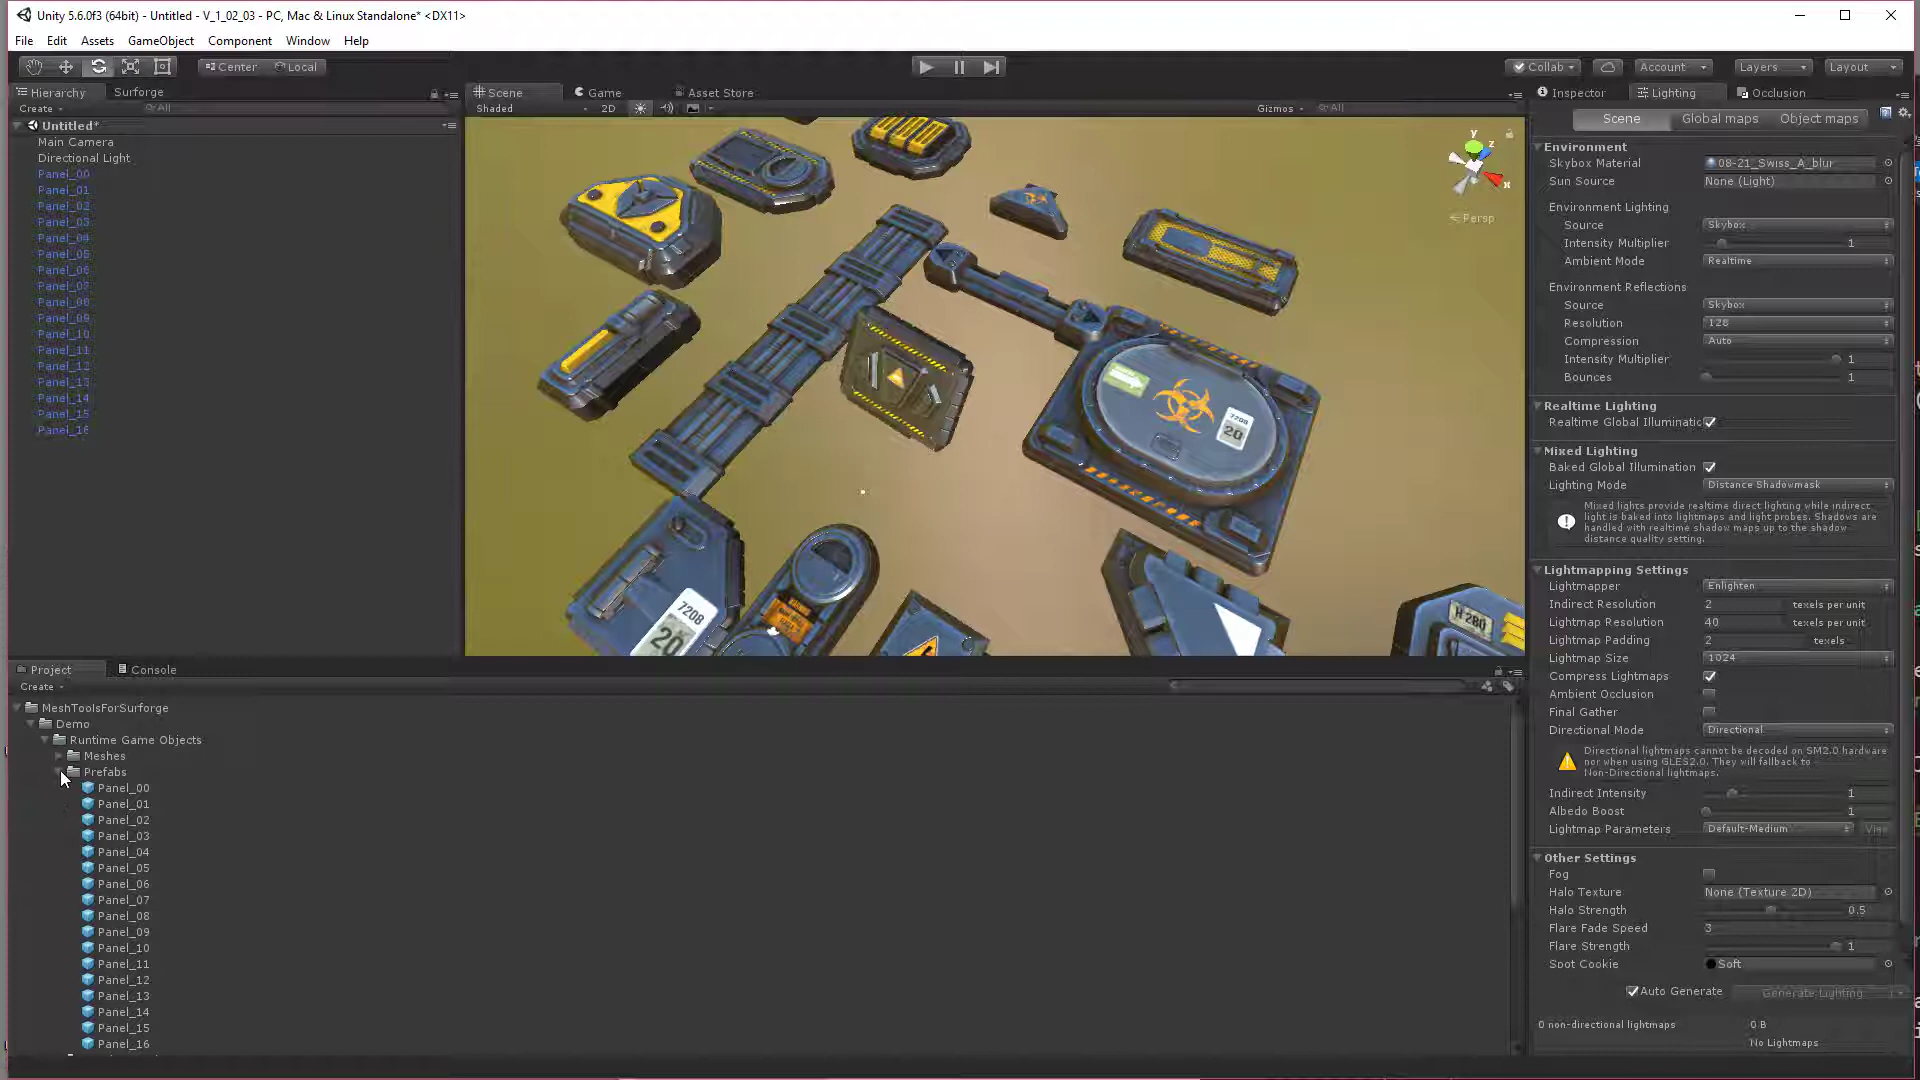 Unity 5.6.0f3 (64bit) - Untitled - V_1_02_03 - PC, Mac & Linux Standalone* <DX11>
File Edit Assets GameObject Component Window Help
Center Local Collab Account Layers Layout
Hierarchy Surforge Scene Game Asset Store Inspector Lighting Occlusion
Create All Shaded 2D Gizmos All
Scene Global maps Object maps
Untitled*
Main Camera
Directional Light
Panel_00
Panel_01
Panel_02
Panel_03
Panel_04
Panel_05
Panel_06
Panel_07
Panel_08
Panel_09
Panel_10
Panel_11
Panel_12
Panel_13
Panel_14
Panel_15
Panel_16
y
z
x
Persp
7208
20
7208
20
H 280
Environment
Skybox Material 08-21_Swiss_A_blur
Sun Source None (Light)
Environment Lighting
Source Skybox
Intensity Multiplier 1
Ambient Mode Realtime
Environment Reflections
Source Skybox
Resolution 128
Compression Auto
Intensity Multiplier 1
Bounces 1
Realtime Lighting
Realtime Global Illuminatic
Mixed Lighting
Baked Global Illumination
Lighting Mode Distance Shadowmask
Mixed lights provide realtime direct lighting while indirect
light is baked into lightmaps and light probes. Shadows are
handled with realtime shadow maps up to the shadow
distance quality setting.
Lightmapping Settings
Lightmapper Enlighten
Indirect Resolution 2 texels per unit
Lightmap Resolution 40 texels per unit
Lightmap Padding 2 texels
Lightmap Size 1024
Compress Lightmaps
Ambient Occlusion
Final Gather
Directional Mode Directional
Directional lightmaps cannot be decoded on SM2.0 hardware
nor when using GLES2.0. They will fallback to
Non-Directional lightmaps.
Indirect Intensity 1
Albedo Boost 1
Lightmap Parameters Default-Medium
Other Settings
Fog
Halo Texture None (Texture 2D)
Halo Strength 0.5
Flare Fade Speed 3
Flare Strength 1
Spot Cookie Soft
Auto Generate Generate Lighting
0 non-directional lightmaps 0 B
No Lightmaps
Project Console
Create
MeshToolsForSurforge
Demo
Runtime Game Objects
Meshes
Prefabs
Panel_00
Panel_01
Panel_02
Panel_03
Panel_04
Panel_05
Panel_06
Panel_07
Panel_08
Panel_09
Panel_10
Panel_11
Panel_12
Panel_13
Panel_14
Panel_15
Panel_16